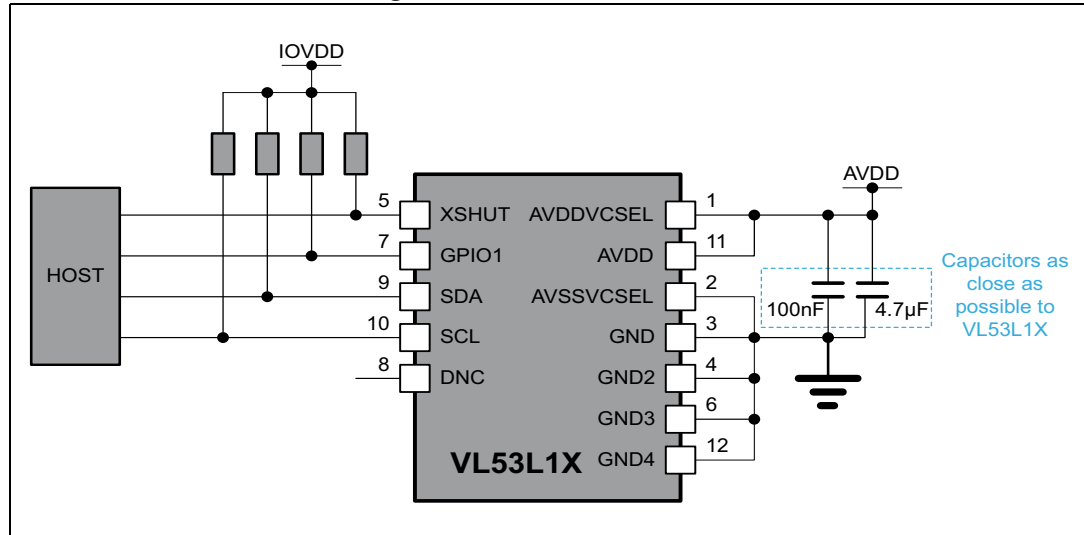 IOVDD
AVDD
HOST
5
7
9
10
8
XSHUT
GPIO1
SDA
SCL
DNC
AVDDVCSEL
AVDD
AVSSVCSEL
GND
GND2
GND3
GND4
VL53L1X
1
11
2
3
4
6
12
100nF
4.7µF
Capacitors as
close as
possible to
VL53L1X